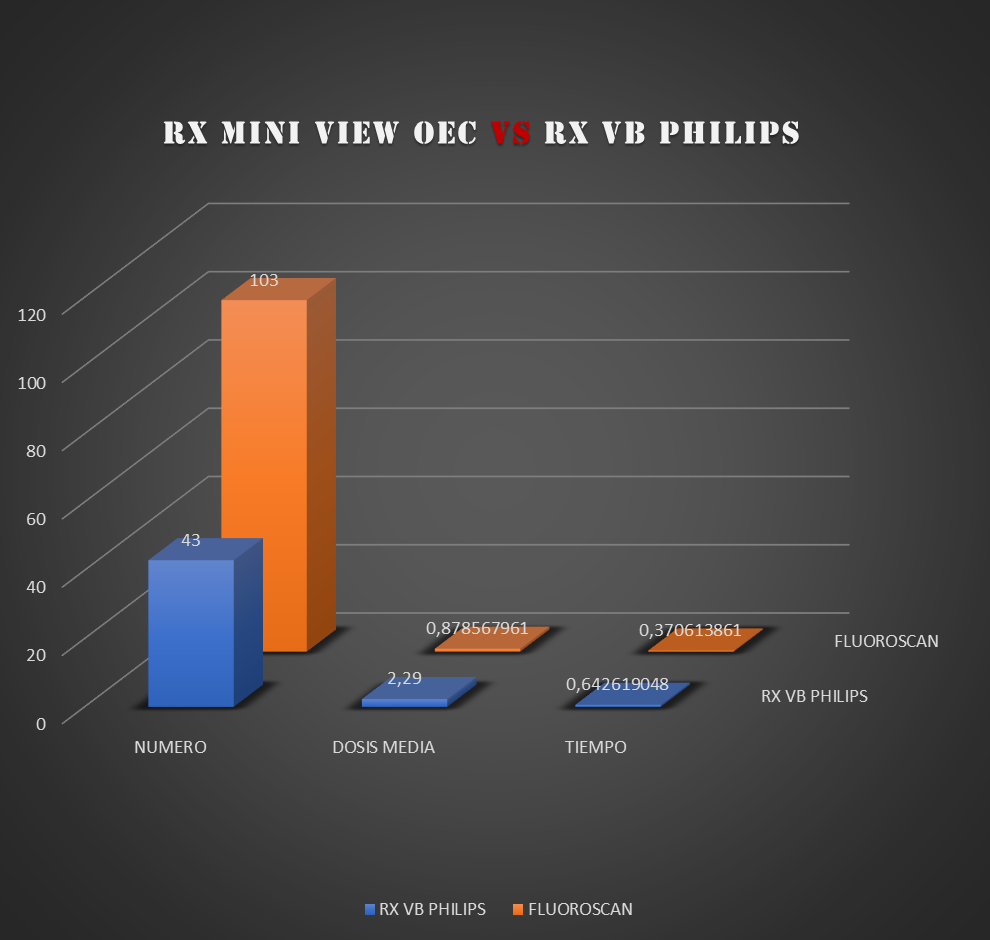 RX MINI VIEW OEC VS RX VB PHILIPS
120
100
80
60
40
20
0
103
43
0,878567961
0,370613861
2,29
0,642619048
FLUOROSCAN
RX VB PHILIPS
NUMERO
DOSIS MEDIA
TIEMPO
RX VB PHILIPS
FLUOROSCAN